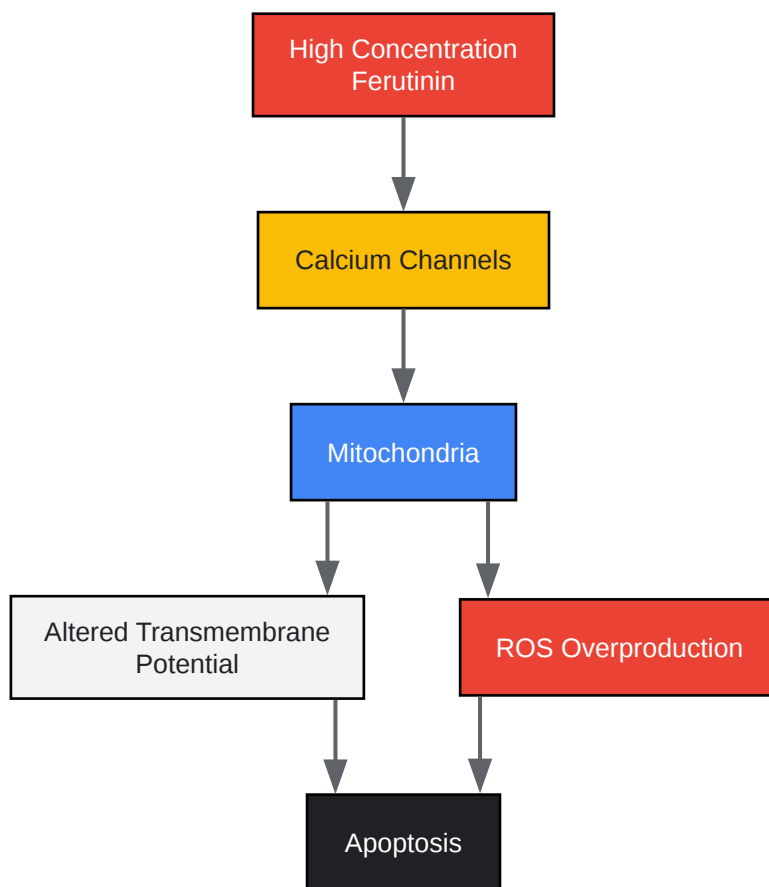 High Concentration
Ferutinin
Calcium Channels
Mitochondria
Altered Transmembrane
Potential
ROS Overproduction
Apoptosis